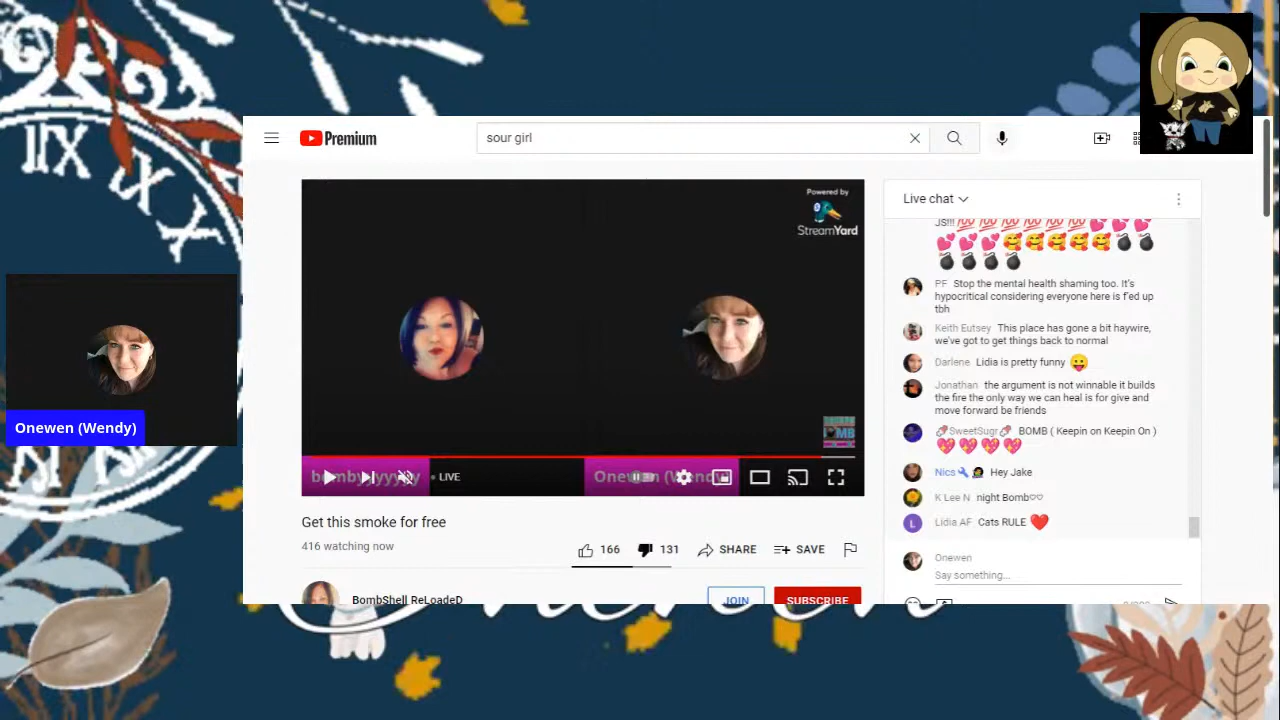 IX
XI
X
Premium
sour girl
Powered by
StreamYard
Live chat
JS!!! 💯💯💯💯💯💯💕💕💕
💕💕💕🥰🥰🥰🥰🥰💣💣
💣💣💣💣
PF Stop the mental health shaming too. It's
hypocritical considering everyone here is f'ed up
tbh
Keith Eutsey This place has gone a bit haywire,
we've got to get things back to normal
Darlene Lidia is pretty funny 😛
Jonathan the argument is not winnable it builds
the fire the only way we can heal is for give and
move forward be friends
🚀SweetSugr🚀 BOMB ( Keepin on Keepin On )
💖💖💖💖
Nics🔧 Hey Jake
K Lee N night Bomb♡♡
L Lidia AF Cats RULE ❤️
Onewen
Say something...
Onewen (Wendy)
LIVE
Onewen (Wendy)
Get this smoke for free
416 watching now
166 131 SHARE SAVE
BombShell ReLoadeD
JOIN SUBSCRIBE